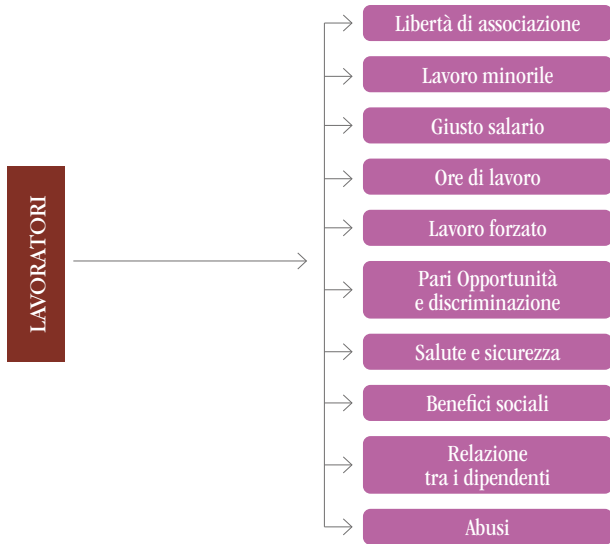 LAVORATORI
Libertà di associazione
Lavoro minorile
Giusto salario
Ore di lavoro
Lavoro forzato
Pari Opportunità
e discriminazione
Salute e sicurezza
Benefici sociali
Relazione
tra i dipendenti
Abusi